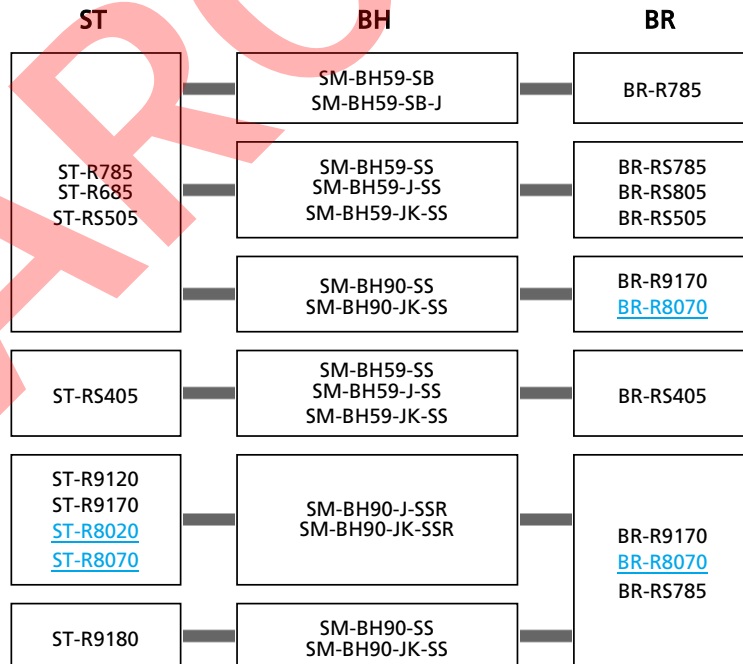 ST BH BR
SM-BH59-SB
SM-BH59-SB-J
BR-R785
ST-R785
ST-R685
ST-RS505
SM-BH59-SS
SM-BH59-J-SS
SM-BH59-JK-SS
BR-RS785
BR-RS805
BR-RS505
SM-BH90-SS
SM-BH90-JK-SS
BR-R9170
BR-R8070
ST-RS405
SM-BH59-SS
SM-BH59-J-SS
SM-BH59-JK-SS
BR-RS405
ST-R9120
ST-R9170
ST-R8020
ST-R8070
SM-BH90-J-SSR
SM-BH90-JK-SSR
BR-R9170
BR-R8070
BR-RS785
ST-R9180
SM-BH90-SS
SM-BH90-JK-SS